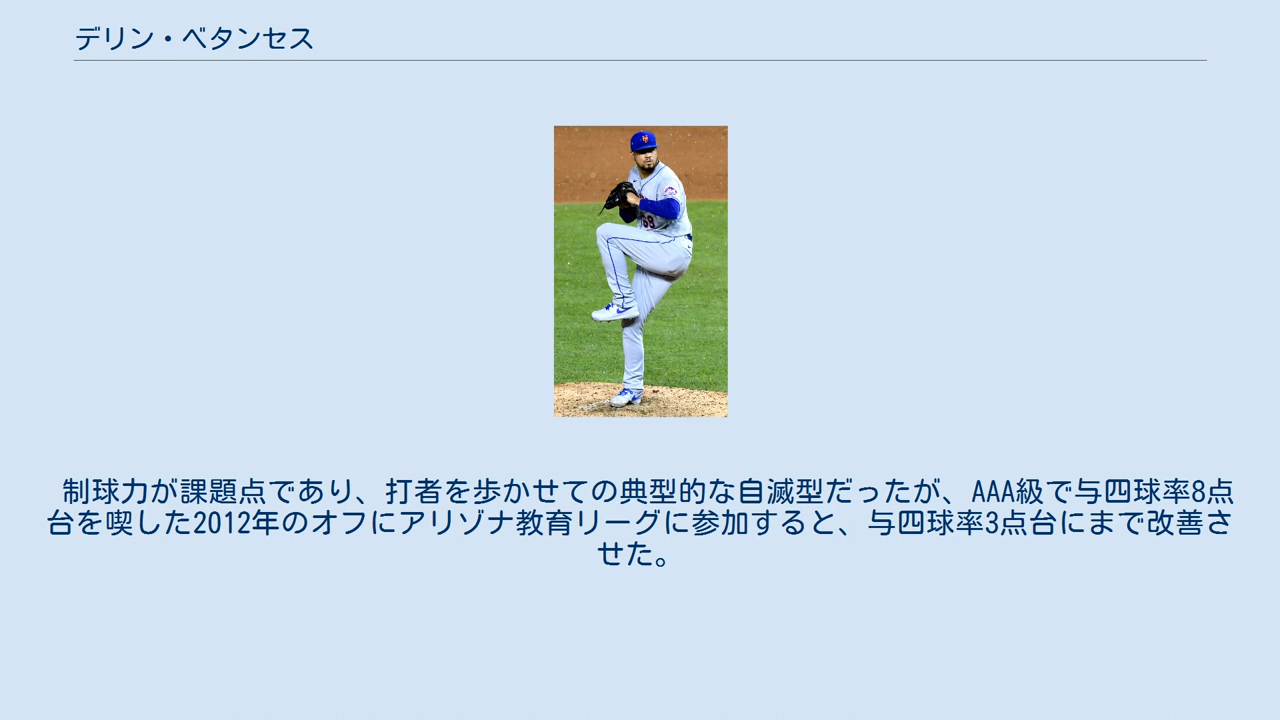 デリン・ベタンセス
68
制球力が課題点であり、打者を歩かせての典型的な自滅型だったが、AAA級で与四球率8点
台を喫した2012年のオフにアリゾナ教育リーグに参加すると、与四球率3点台にまで改善さ
せた。